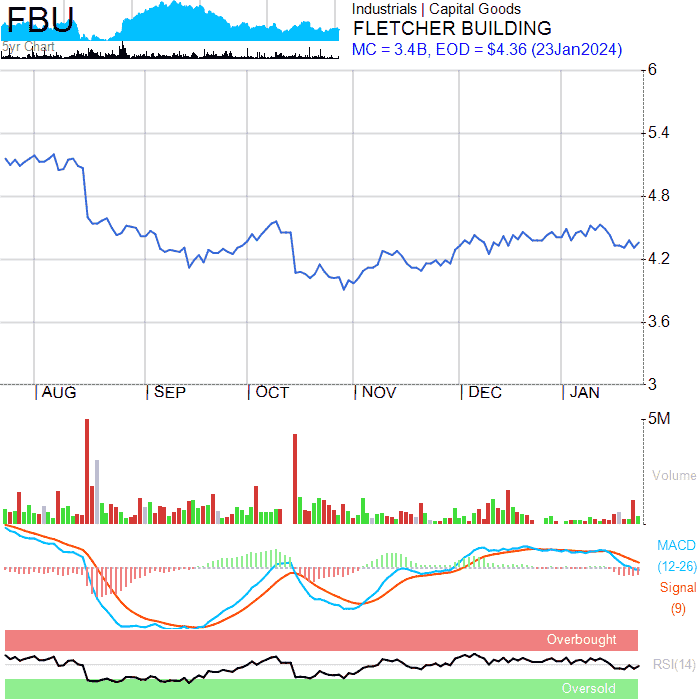 FBU
5yr Chart
Industrials | Capital Goods
FLETCHER BUILDING
MC = 3.4B, EOD = $4.36 (23Jan2024)
6
5.4
4.8
4.2
3.6
3
AUG SEP OCT NOV DEC JAN
5M
Volume
MACD
(12-26)
Signal
(9)
Overbought
RSI(14)
Oversold